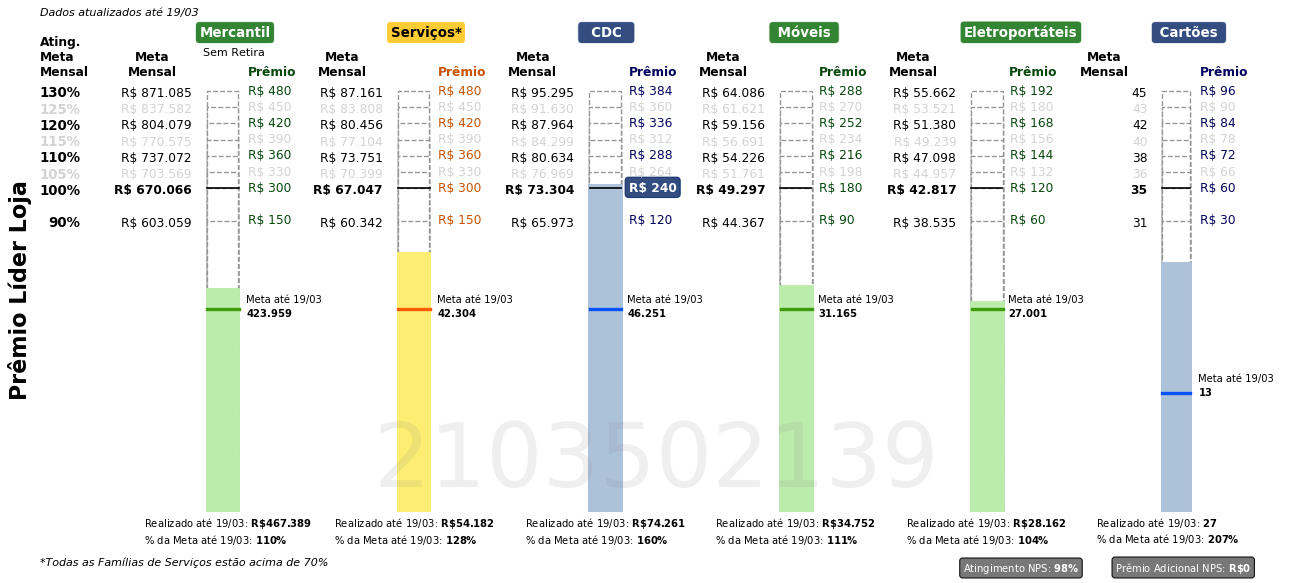 Dados atualizados até 19/03
Mercantil Serviços* CDC Móveis Eletroportáteis Cartões
Sem Retira
Ating. Meta Mensal Meta Mensal Prêmio Meta Mensal Prêmio Meta Mensal Prêmio Meta Mensal Prêmio Meta Mensal Prêmio Meta Mensal Prêmio
130% R$ 871.085 R$ 480 R$ 87.161 R$ 480 R$ 95.295 R$ 384 R$ 64.086 R$ 288 R$ 55.662 R$ 192 45 R$ 96
125% R$ 837.582 R$ 450 R$ 83.808 R$ 450 R$ 91.630 R$ 360 R$ 61.621 R$ 270 R$ 53.521 R$ 180 43 R$ 90
120% R$ 804.079 R$ 420 R$ 80.456 R$ 420 R$ 87.964 R$ 336 R$ 59.156 R$ 252 R$ 51.380 R$ 168 42 R$ 84
115% R$ 770.575 R$ 390 R$ 77.104 R$ 390 R$ 84.299 R$ 312 R$ 56.691 R$ 234 R$ 49.239 R$ 156 40 R$ 78
110% R$ 737.072 R$ 360 R$ 73.751 R$ 360 R$ 80.634 R$ 288 R$ 54.226 R$ 216 R$ 47.098 R$ 144 38 R$ 72
105% R$ 703.569 R$ 330 R$ 70.399 R$ 330 R$ 76.969 R$ 264 R$ 51.761 R$ 198 R$ 44.957 R$ 132 36 R$ 66
100% R$ 670.066 R$ 300 R$ 67.047 R$ 300 R$ 73.304 R$ 240 R$ 49.297 R$ 180 R$ 42.817 R$ 120 35 R$ 60
90% R$ 603.059 R$ 150 R$ 60.342 R$ 150 R$ 65.973 R$ 120 R$ 44.367 R$ 90 R$ 38.535 R$ 60 31 R$ 30
Prêmio Líder Loja
Meta até 19/03 Meta até 19/03 Meta até 19/03 Meta até 19/03 Meta até 19/03
423.959 42.304 46.251 31.165 27.001
Meta até 19/03
13
2103502139
Realizado até 19/03: R$467.389 Realizado até 19/03: R$54.182 Realizado até 19/03: R$74.261 Realizado até 19/03: R$34.752 Realizado até 19/03: R$28.162 Realizado até 19/03: 27
% da Meta até 19/03: 110% % da Meta até 19/03: 128% % da Meta até 19/03: 160% % da Meta até 19/03: 111% % da Meta até 19/03: 104% % da Meta até 19/03: 207%
*Todas as Famílias de Serviços estão acima de 70%
Atingimento NPS: 98% Prêmio Adicional NPS: R$0